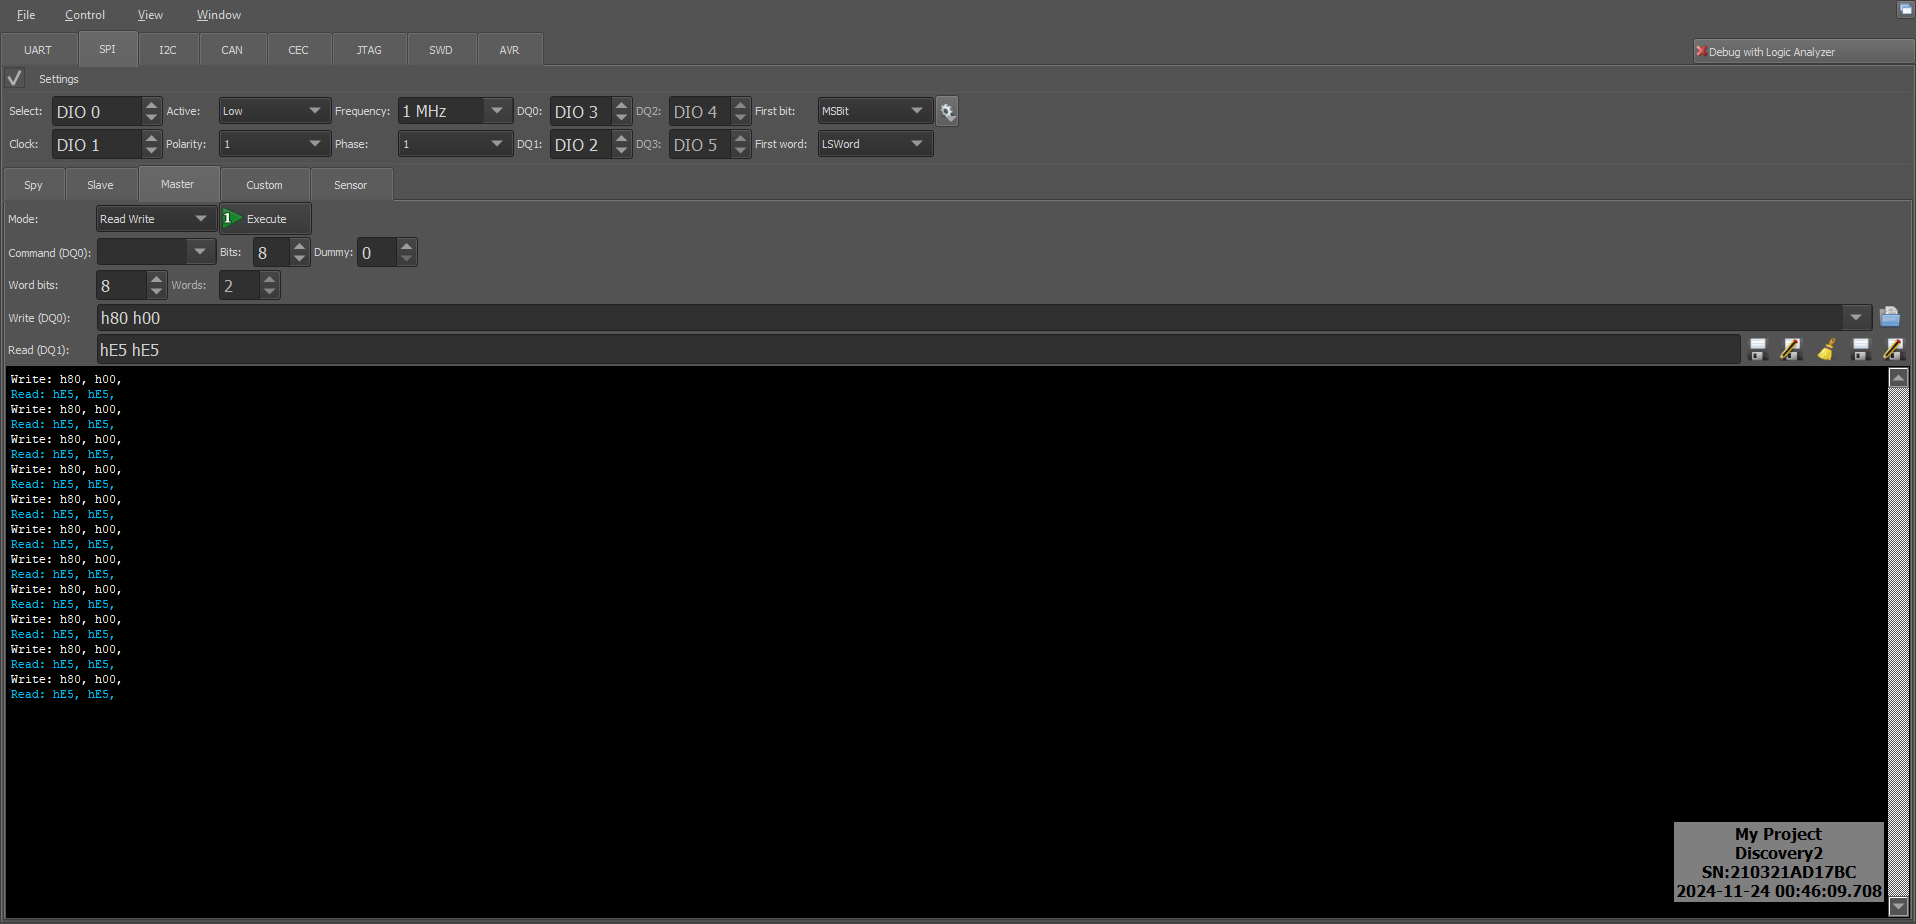 File Control View Window
UART SPI I2C CAN CEC JTAG SWD AVR
Debug with Logic Analyzer
Settings
Select: DIO 0 Active: Low Frequency: 1 MHz DQ0: DIO 3 DQ2: DIO 4 First bit: MSBit
Clock: DIO 1 Polarity: 1 Phase: 1 DQ1: DIO 2 DQ3: DIO 5 First word: LSWord
Spy Slave Master Custom Sensor
Mode: Read Write 1 Execute
Command (DQ0): Bits: 8 Dummy: 0
Word bits: 8 Words: 2
Write (DQ0): h80 h00
Read (DQ1): hE5 hE5
Write: h80, h00,
Read: hE5, hE5,
Write: h80, h00,
Read: hE5, hE5,
Write: h80, h00,
Read: hE5, hE5,
Write: h80, h00,
Read: hE5, hE5,
Write: h80, h00,
Read: hE5, hE5,
Write: h80, h00,
Read: hE5, hE5,
Write: h80, h00,
Read: hE5, hE5,
Write: h80, h00,
Read: hE5, hE5,
Write: h80, h00,
Read: hE5, hE5,
Write: h80, h00,
Read: hE5, hE5,
Write: h80, h00,
Read: hE5, hE5,
My Project
Discovery2
SN:210321AD17BC
2024-11-24 00:46:09.708